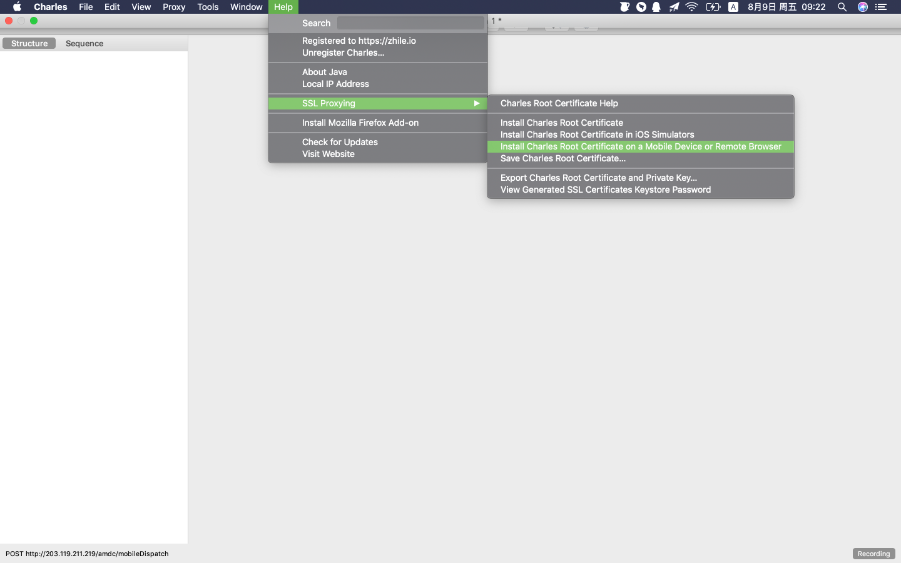 Charles File Edit View Proxy Tools Window Help A 8月9日 周五 09:22
1 *
Structure Sequence
Search
Registered to https://zhile.io
Unregister Charles...
About Java
Local IP Address
SSL Proxying
Install Mozilla Firefox Add-on
Check for Updates
Visit Website
Charles Root Certificate Help
Install Charles Root Certificate
Install Charles Root Certificate in iOS Simulators
Install Charles Root Certificate on a Mobile Device or Remote Browser
Save Charles Root Certificate...
Export Charles Root Certificate and Private Key...
View Generated SSL Certificates Keystore Password
POST http://203.119.211.219/amdc/mobileDispatch
Recording